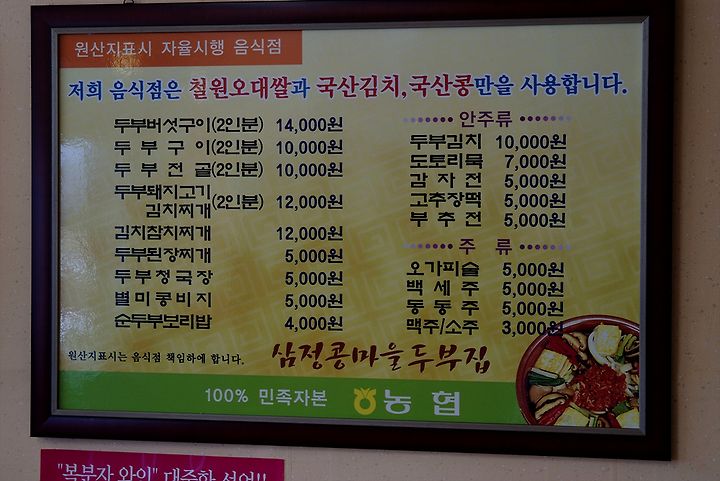 원산지표시 자율시행 음식점
저희 음식점은 철원오대쌀과 국산김치,국산콩만을 사용합니다.
두부버섯구이(2인분) 14,000원
두부구이(2인분) 10,000원
두부전골(2인분) 10,000원
두부돼지고기
김치찌개(2인분) 12,000원
김치참치찌개 12,000원
두부된장찌개 5,000원
두부청국장 5,000원
별미콩비지 5,000원
순두부보리밥 4,000원
안주류
두부김치 10,000원
도토리묵 7,000원
감자전 5,000원
고추장떡 5,000원
부추전 5,000원
주류
오가피술 5,000원
백세주 5,000원
동동주 5,000원
맥주/소주 3,000원
원산지표시는 음식점 책임하에 합니다.
삼정콩마을두부집
100% 민족자본 농협
"복분자 와인" 대중화 선언!!